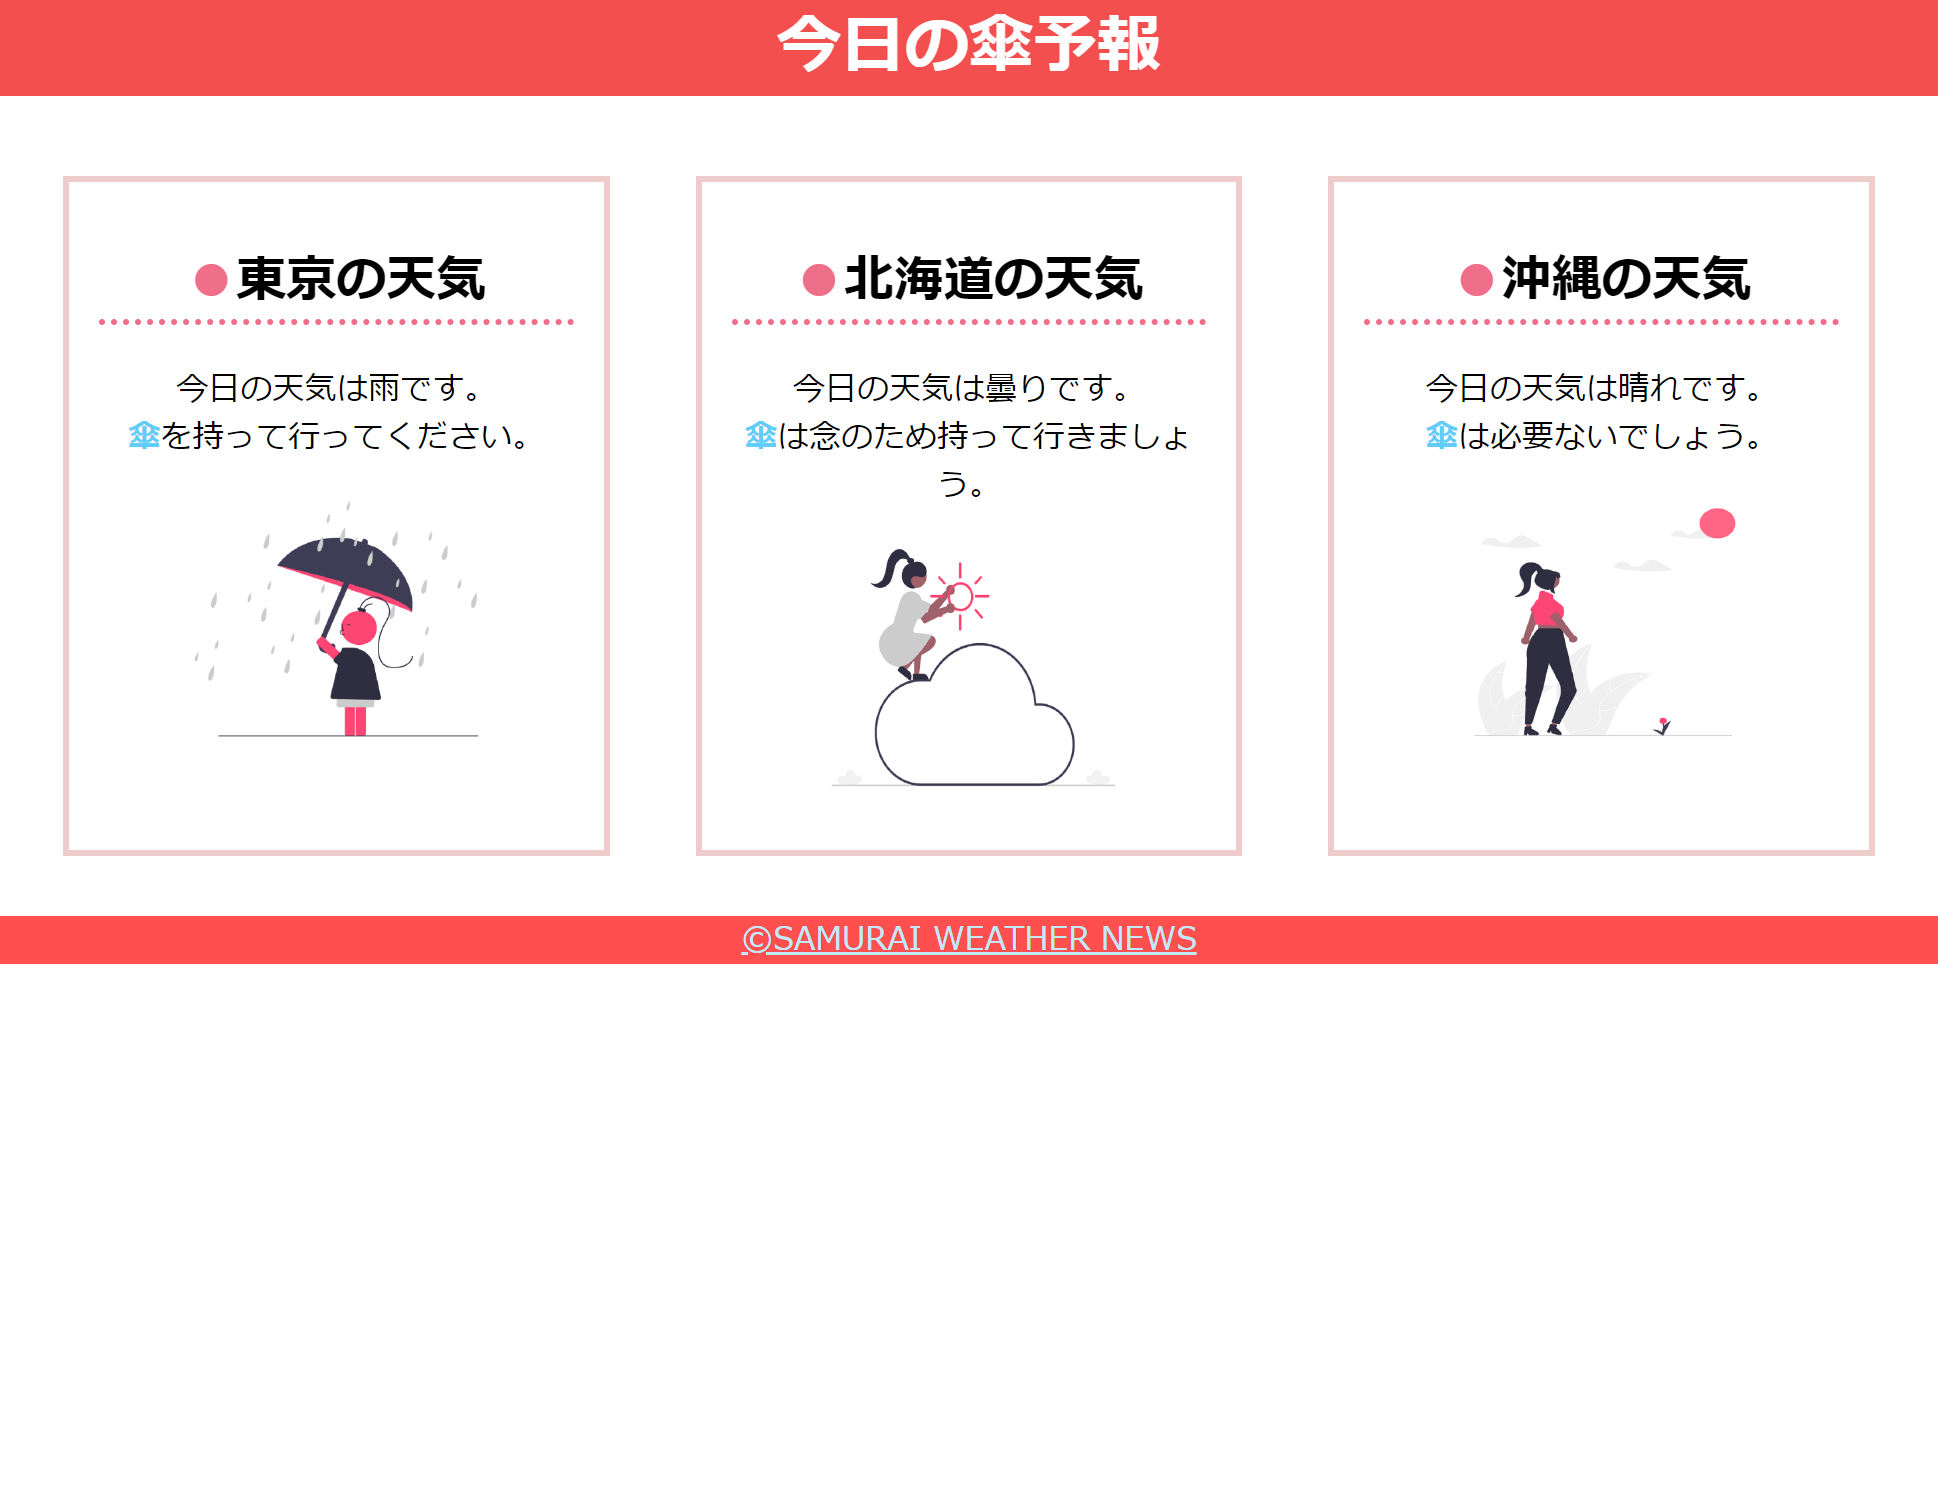 今日の傘予報
●東京の天気
今日の天気は雨です。
傘を持って行ってください。
●北海道の天気
今日の天気は曇りです。
傘は念のため持って行きましょ
う。
●沖縄の天気
今日の天気は晴れです。
傘は必要ないでしょう。
©SAMURAI WEATHER NEWS